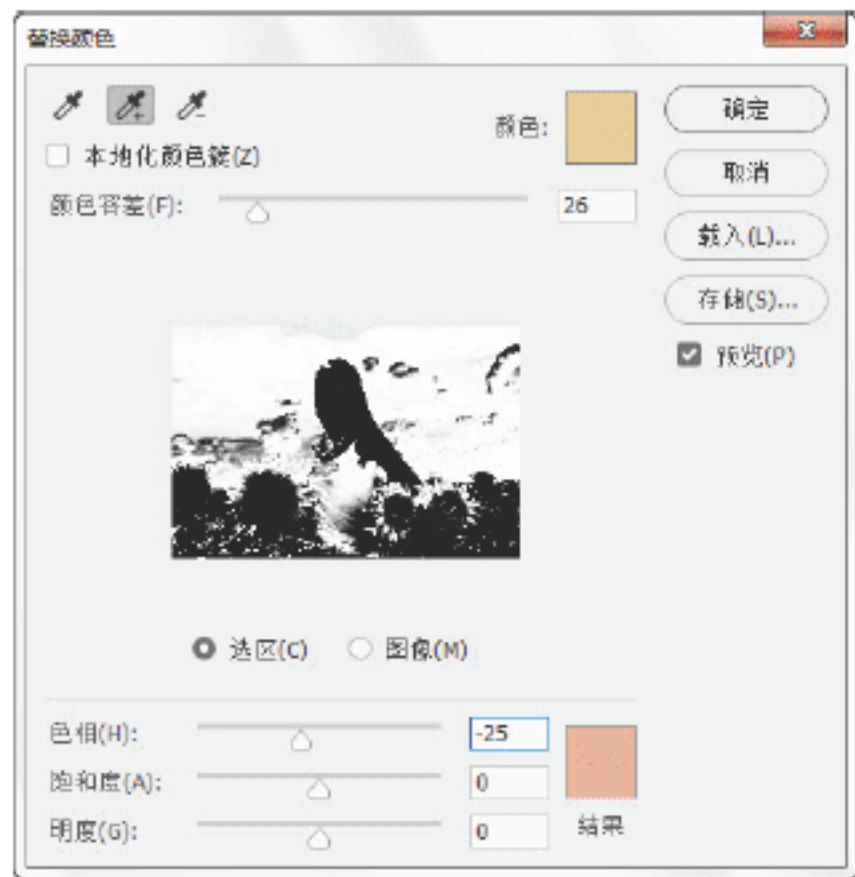 替换颜色
颜色:
本地化颜色簇(Z)
颜色容差(F):
26
确定
取消
载入(L)...
存储(S)...
预览(P)
选区(C)
图像(M)
色相(H):
-25
饱和度(A):
0
明度(G):
0
结果